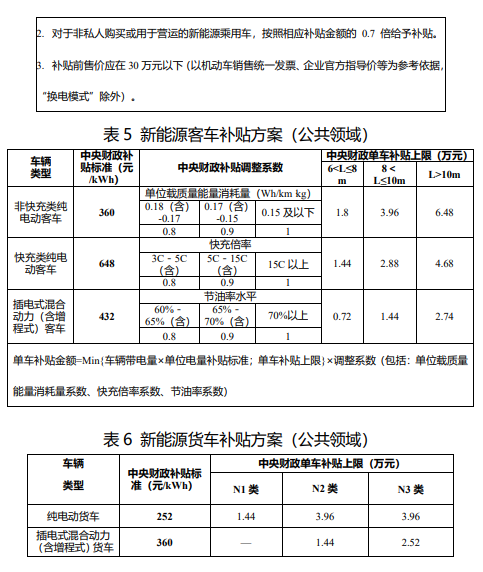 2. 对于非私人购买或用于营运的新能源乘用车，按照相应补贴金额的 0.7 倍给予补贴。
3. 补贴前售价应在 30 万元以下（以机动车销售统一发票、企业官方指导价等为参考依据，
“换电模式”除外）。
表 5 新能源客车补贴方案（公共领域）
车辆
类型
中央财政补
贴标准（元
/kWh）
中央财政补贴调整系数
中央财政单车补贴上限（万元）
6<L≤8
m
8＜
L≤10m
L>10m
非快充类纯
电动客车
360
单位载质量能量消耗量（Wh/km·kg）
0.18（含）
-0.17
0.17（含）
-0.15
0.15 及以下
0.8
0.9
1
1.8
3.96
6.48
快充类纯电
动客车
648
快充倍率
3C－5C
（含）
5C－15C
（含）
15C 以上
0.8
0.9
1
1.44
2.88
4.68
插电式混合
动力（含增
程式）客车
432
节油率水平
60%－
65%（含）
65%－
70%（含）
70%以上
0.8
0.9
1
0.72
1.44
2.74
单车补贴金额=Min{车辆带电量×单位电量补贴标准；单车补贴上限}×调整系数（包括：单位载质量
能量消耗量系数、快充倍率系数、节油率系数）
表 6 新能源货车补贴方案（公共领域）
车辆
类型
中央财政补贴标
准（元/kWh）
中央财政单车补贴上限（万元）
N1 类
N2 类
N3 类
纯电动货车
252
1.44
3.96
3.96
插电式混合动力
（含增程式）货车
360
—
1.44
2.52